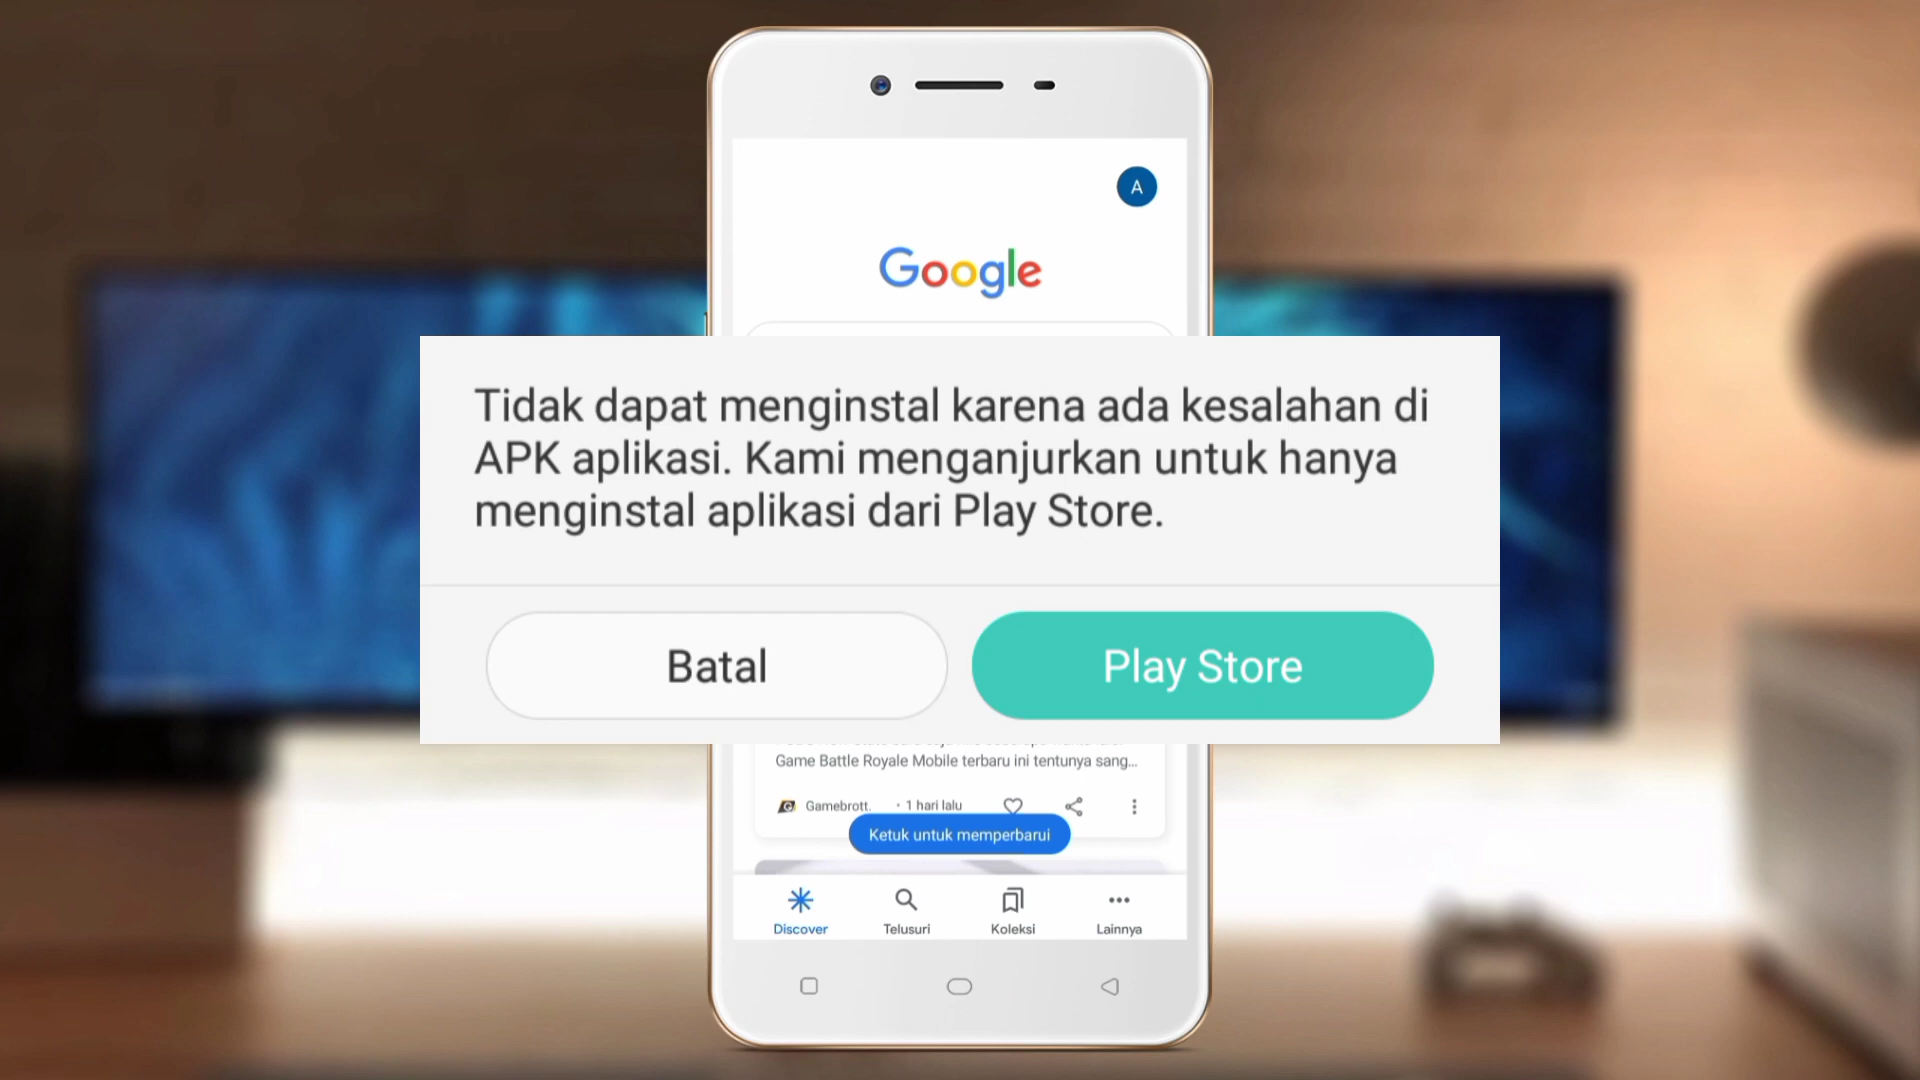 A
Google
Tidak dapat menginstal karena ada kesalahan di
APK aplikasi. Kami menganjurkan untuk hanya
menginstal aplikasi dari Play Store.
Batal
Play Store
Game Battle Royale Mobile terbaru ini tentunya sang...
Gamebrott. · 1 hari lalu
Ketuk untuk memperbarui
Discover
Telusuri
Koleksi
Lainnya